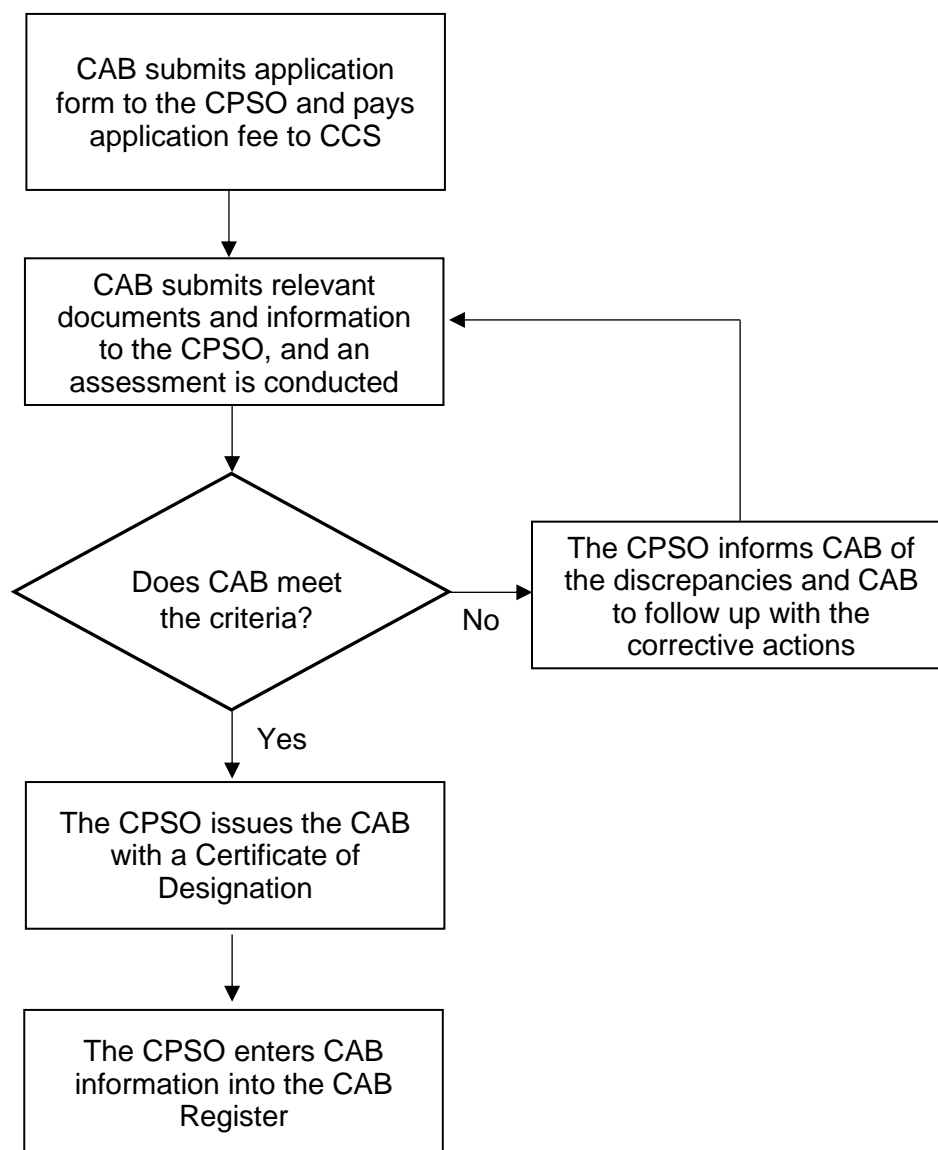 CAB submits application
form to the CPSO and pays
application fee to CCS
CAB submits relevant
documents and information
to the CPSO, and an
assessment is conducted
Does CAB meet
the criteria?
No
The CPSO informs CAB of
the discrepancies and CAB
to follow up with the
corrective actions
Yes
The CPSO issues the CAB
with a Certificate of
Designation
The CPSO enters CAB
information into the CAB
Register